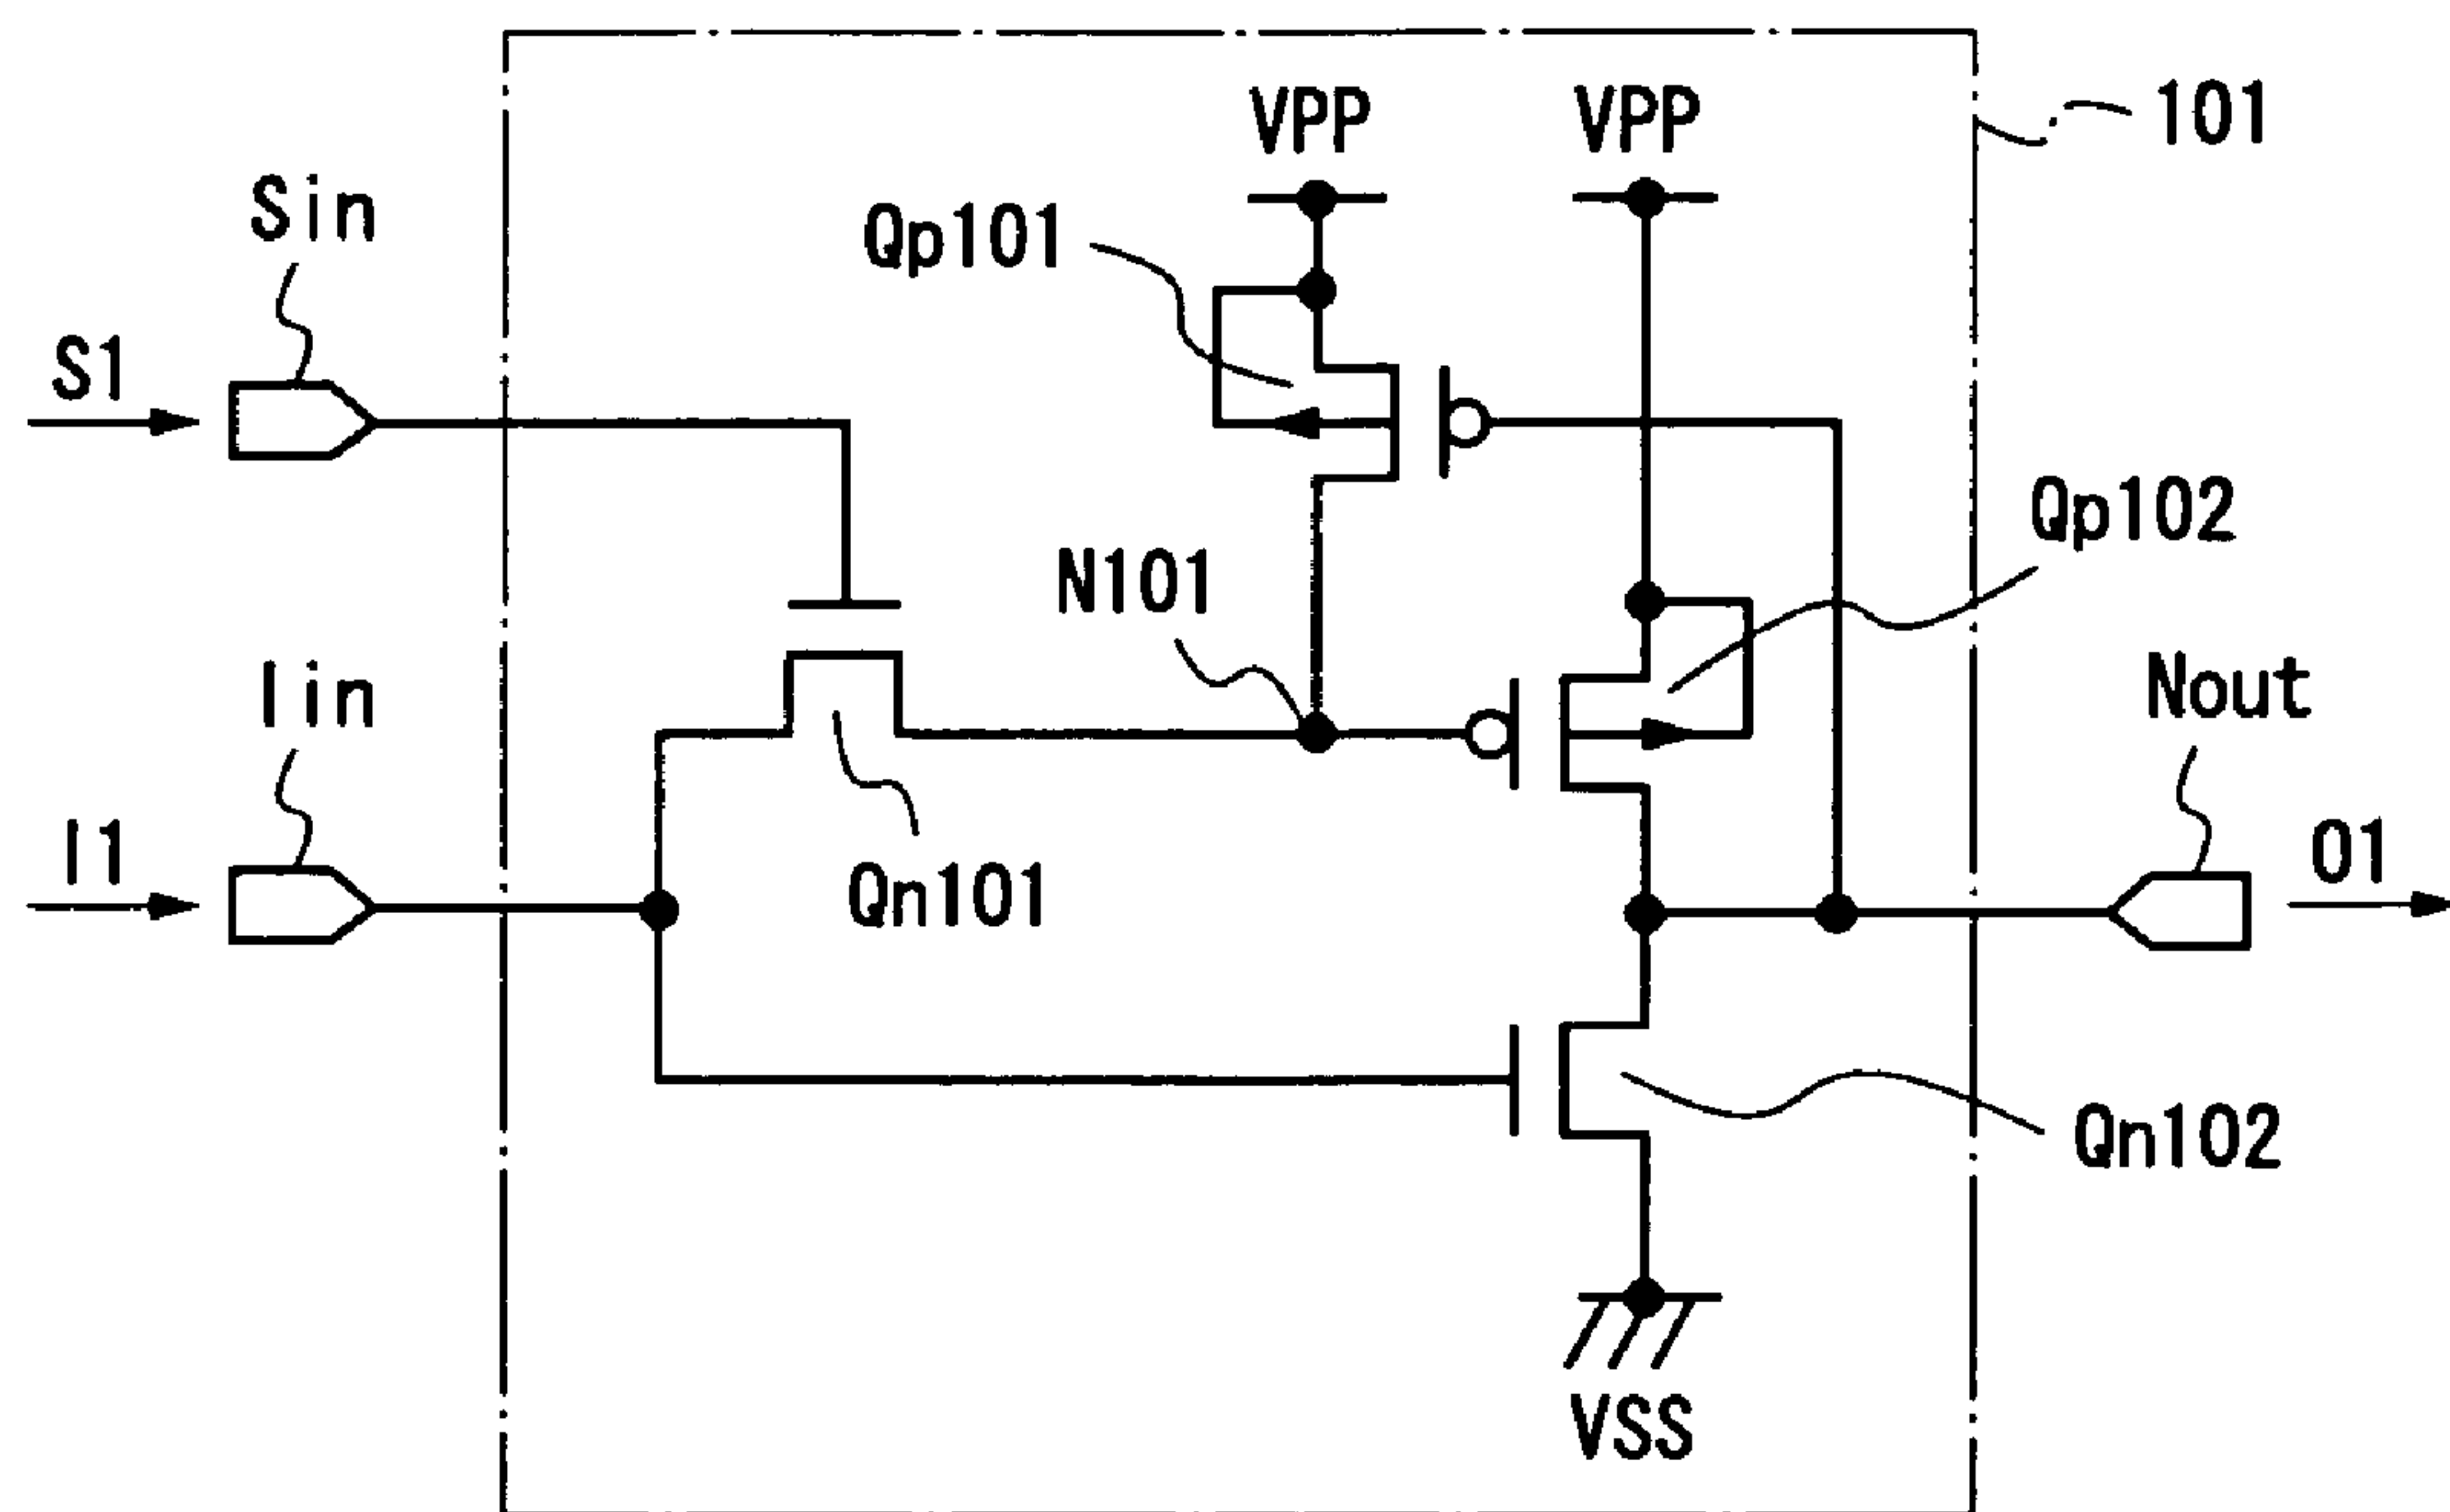 VPP
VPP
101
Sin
Qp101
S1
Qp102
N101
Iin
Nout
I1
Qn101
O1
Qn102
VSS